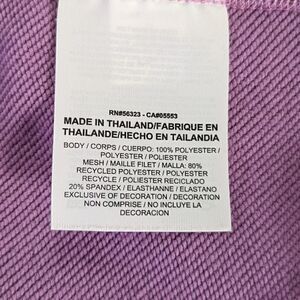 RN#56323 - CA#05553
MADE IN THAILAND/FABRIQUE EN
THAILANDE/HECHO EN TAILANDIA
BODY / CORPS / CUERPO: 100% POLYESTER /
POLYESTER / POLIESTER
MESH / MAILLE FILET / MALLA: 80%
RECYCLED POLYESTER / POLYESTER
RECYCLE / POLIESTER RECICLADO
20% SPANDEX / ELASTHANNE / ELASTANO
EXCLUSIVE OF DECORATION / DECORATION
NON COMPRISE / NO INCLUYE LA
DECORACION